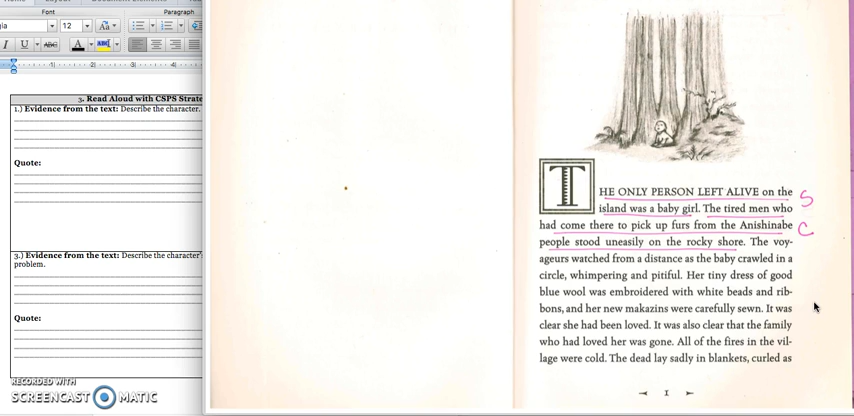 Font
Paragraph
12
Aa
I U ABC A ABC
3. Read Aloud with CSPS
1.) Evidence from the text: Describe the character.
Quote:
3.) Evidence from the text: Describe the character's
problem.
Quote:
RECORDED WITH
SCREENCAST MATIC
THE ONLY PERSON LEFT ALIVE on the S
island was a baby girl. The tired men who
had come there to pick up furs from the Anishinabe C
people stood uneasily on the rocky shore. The voy-
ageurs watched from a distance as the baby crawled in a
circle, whimpering and pitiful. Her tiny dress of good
blue wool was embroidered with white beads and rib-
bons, and her new makazins were carefully sewn. It was
clear she had been loved. It was also clear that the family
who had loved her was gone. All of the fires in the vil-
lage were cold. The dead lay sadly in blankets, curled as
1